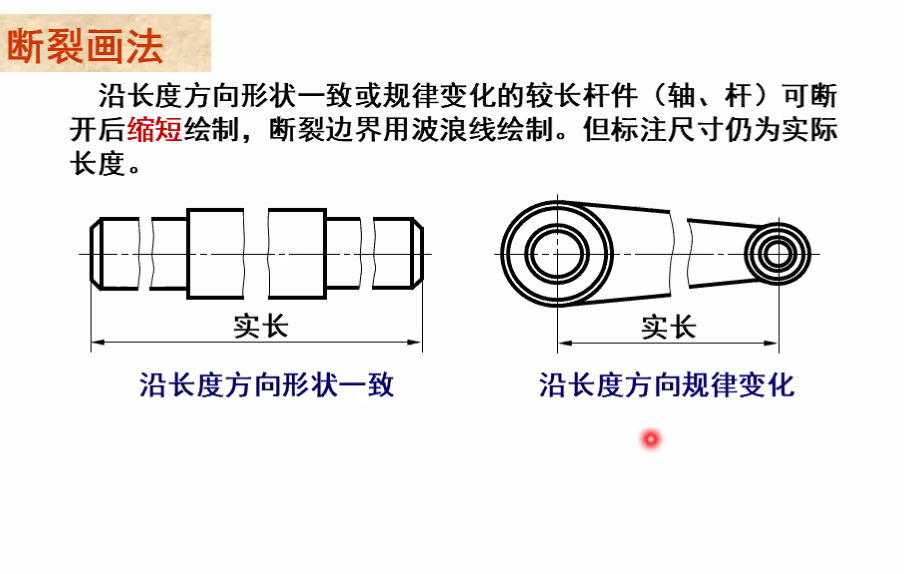 断裂画法
沿长度方向形状一致或规律变化的较长杆件（轴、杆）可断
开后缩短绘制，断裂边界用波浪线绘制。但标注尺寸仍为实际
长度。
实长
实长
沿长度方向形状一致
沿长度方向规律变化